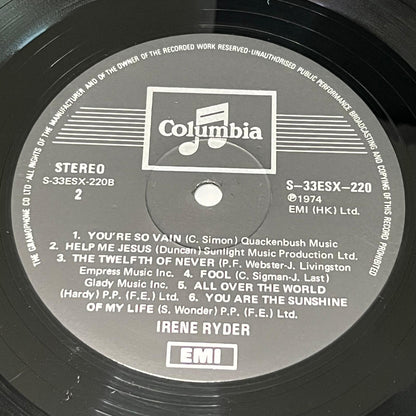 THE GRAMOPHONE CO LTD · ALL RIGHTS OF THE MANUFACTURER AND OF THE OWNER OF THE RECORDED WORK RESERVED · UNAUTHORISED PUBLIC PERFORMANCE BROADCASTING AND COPYING OF THIS RECORD PROHIBITED
Columbia
STEREO
S-33ESX-220B
2
S-33ESX-220
℗1974
EMI (HK) Ltd.
1. YOU'RE SO VAIN (C. Simon) Quackenbush Music
2. HELP ME JESUS (Duncan) Sunlight Music Production Ltd.
3. THE TWELFTH OF NEVER (P.F. Webster-J. Livingston
Empress Music Inc. 4. FOOL (C. Sigman-J. Last)
Glady Music Inc. 5. ALL OVER THE WORLD
(Hardy) P.P. (F.E.) Ltd. 6. YOU ARE THE SUNSHINE
OF MY LIFE (S. Wonder) P.P. (F.E.) Ltd.
IRENE RYDER
EMI